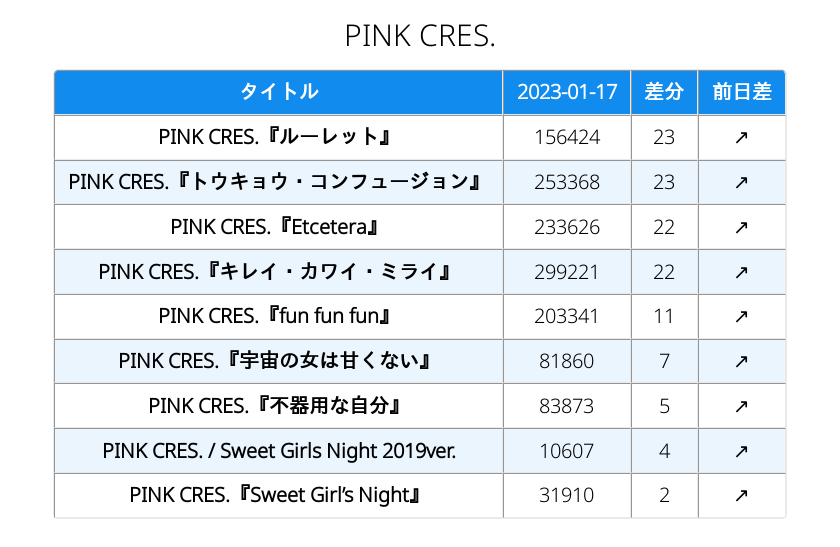 PINK CRES.
タイトル 2023-01-17 差分 前日差
PINK CRES.『ルーレット』 156424 23 ↗
PINK CRES.『トウキョウ・コンフュージョン』 253368 23 ↗
PINK CRES.『Etcetera』 233626 22 ↗
PINK CRES.『キレイ・カワイ・ミライ』 299221 22 ↗
PINK CRES.『fun fun fun』 203341 11 ↗
PINK CRES.『宇宙の女は甘くない』 81860 7 ↗
PINK CRES.『不器用な自分』 83873 5 ↗
PINK CRES. / Sweet Girls Night 2019ver. 10607 4 ↗
PINK CRES.『Sweet Girl’s Night』 31910 2 ↗